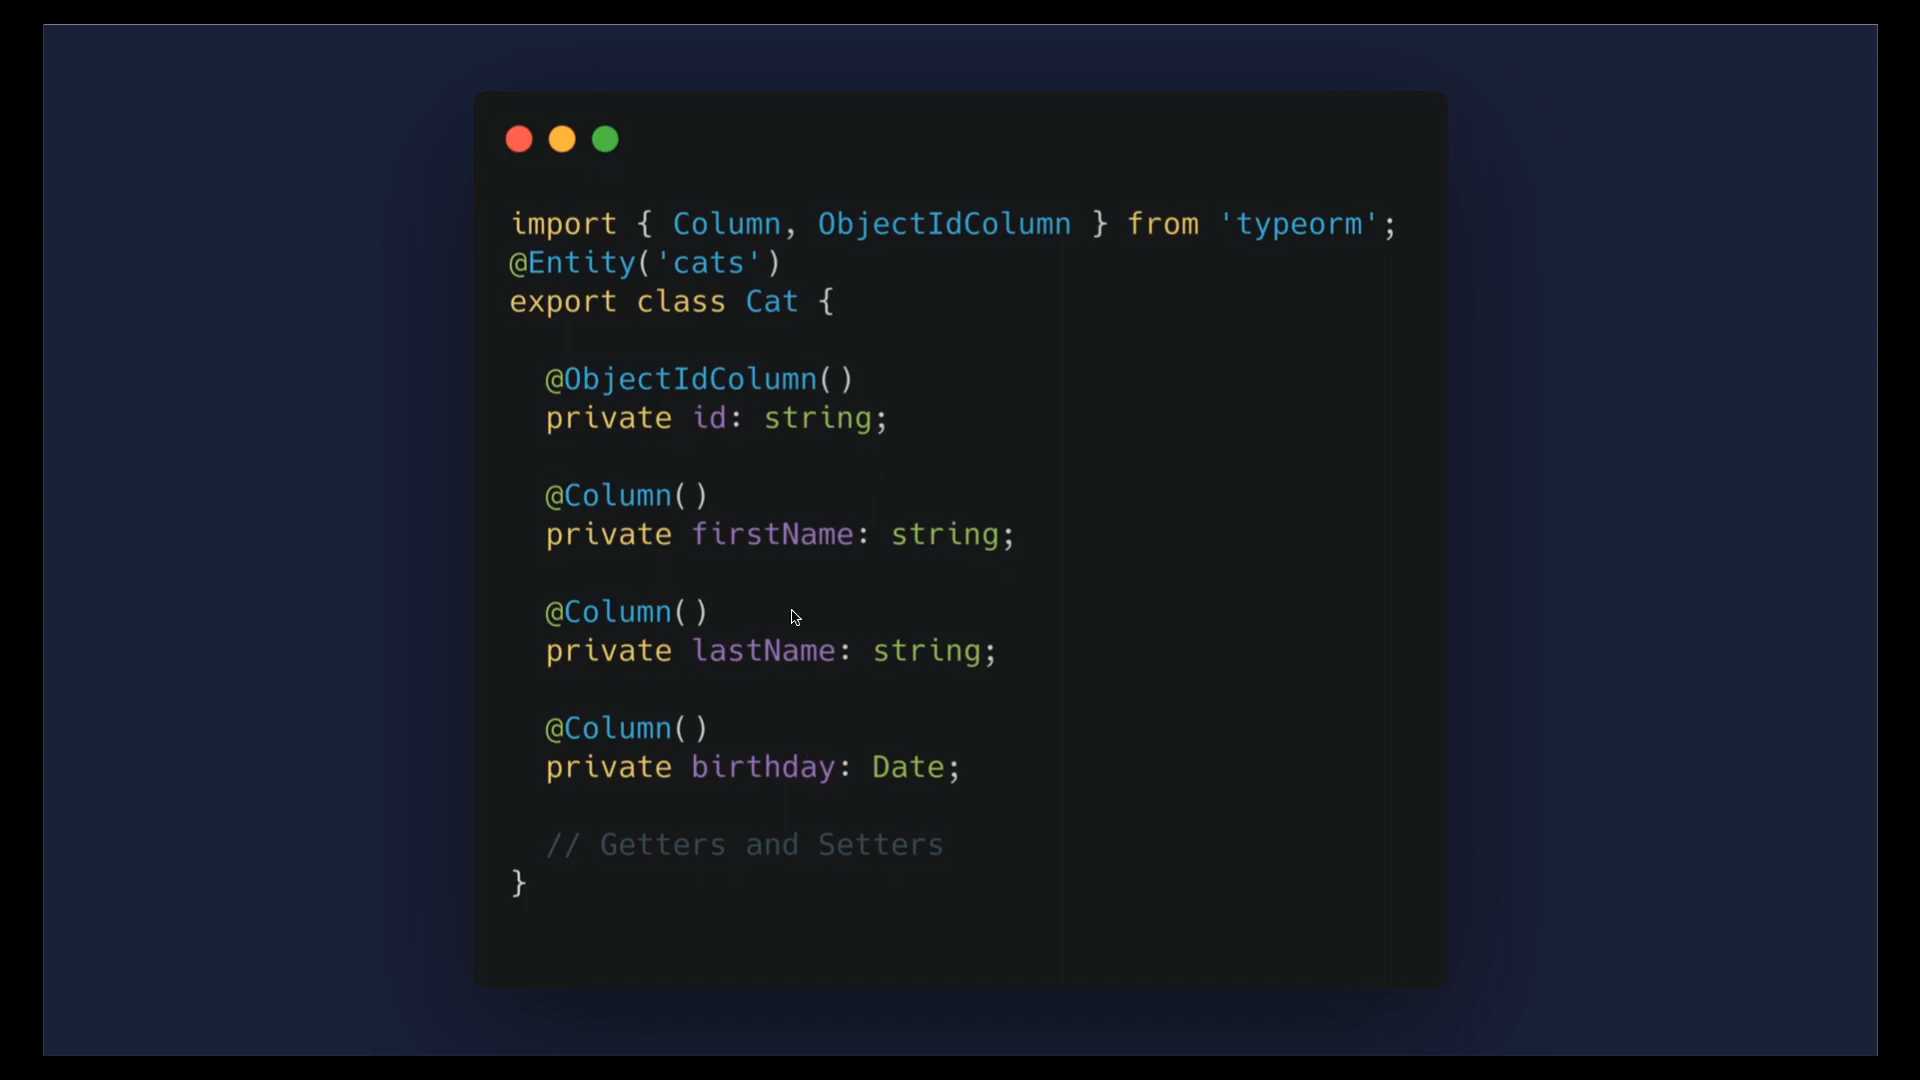 import { Column, ObjectIdColumn } from 'typeorm';
@Entity('cats')
export class Cat {
@ObjectIdColumn()
private id: string;
@Column()
private firstName: string;
@Column()
private lastName: string;
@Column()
private birthday: Date;
// Getters and Setters
}